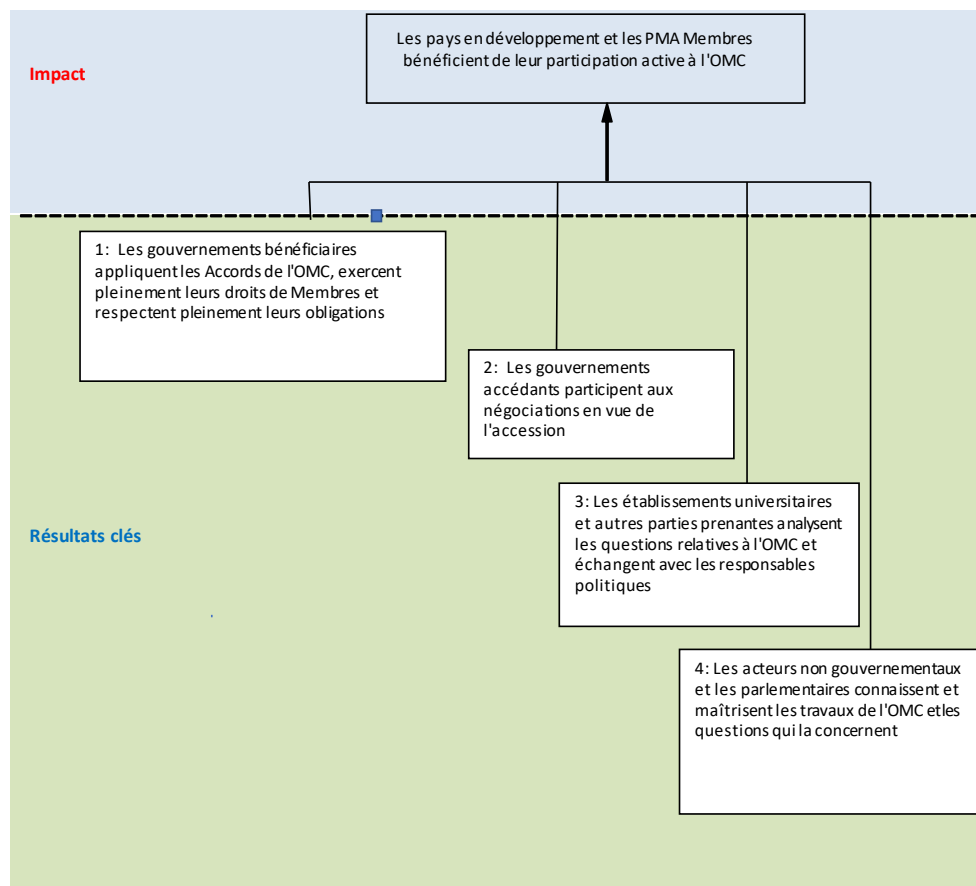 Les pays en développement et les PMA Membres
bénéficient de leur participation active à l'OMC
Impact
1: Les gouvernements bénéficiaires
appliquent les Accords de l'OMC, exercent
pleinement leurs droits de Membres et
respectent pleinement leurs obligations
2: Les gouvernements
accédants participent aux
négociations en vue de
l'accession
3: Les établissements universitaires
et autres parties prenantes analysent
les questions relatives à l'OMC et
échangent avec les responsables
politiques
Résultats clés
4: Les acteurs non gouvernementaux
et les parlementaires connaissent et
maîtrisent les travaux de l'OMC etles
questions qui la concernent